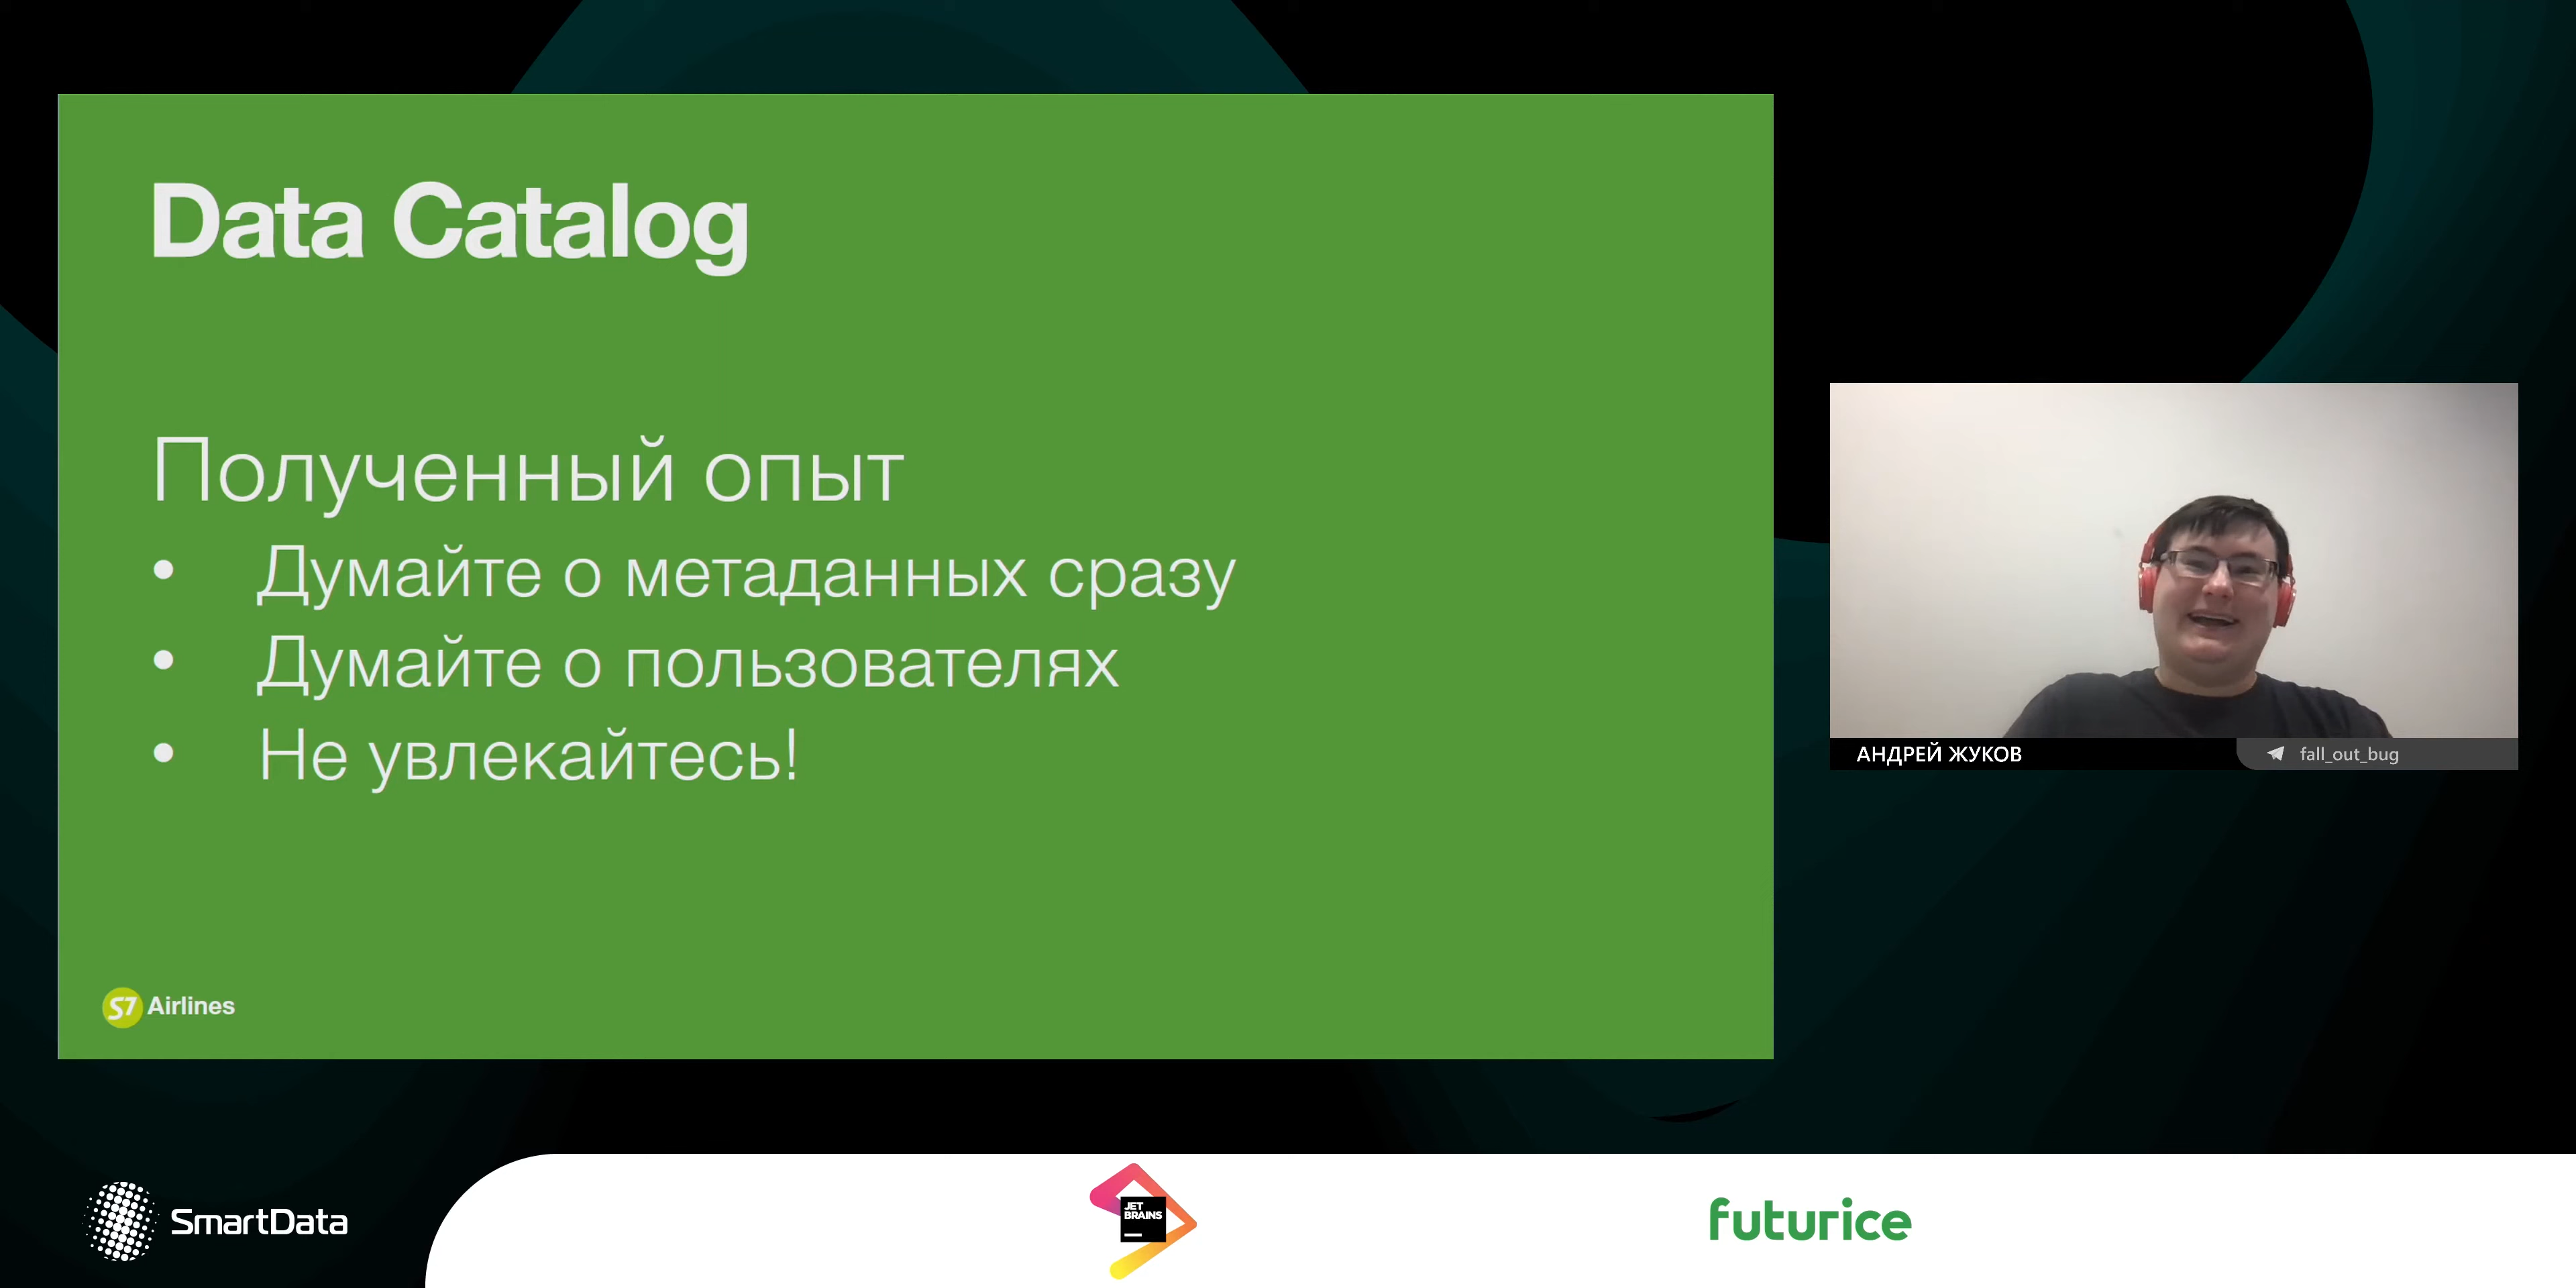 Data Catalog
Полученный опыт
• Думайте о метаданных сразу
• Думайте о пользователях
• Не увлекайтесь!
S7 Airlines
АНДРЕЙ ЖУКОВ
fall_out_bug
SmartData
JET
BRAINS
futurice